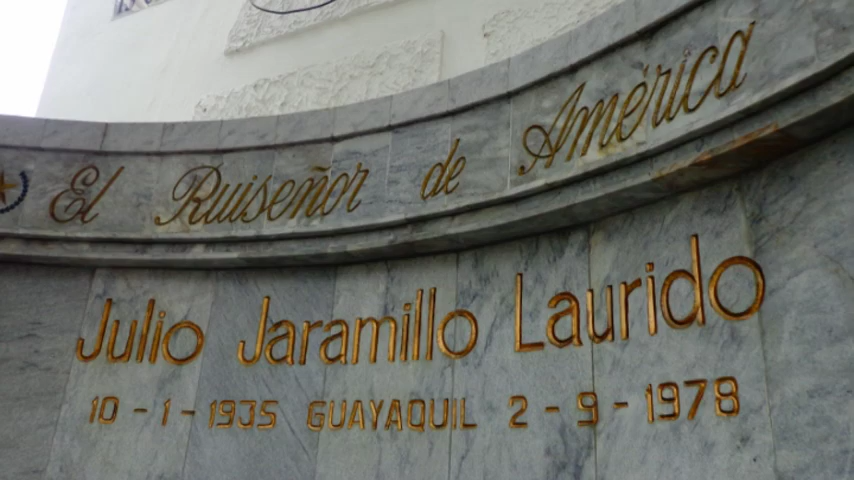 El Ruiseñor de América
Julio Jaramillo Laurido
10-1-1935 GUAYAQUIL 2-9-1978